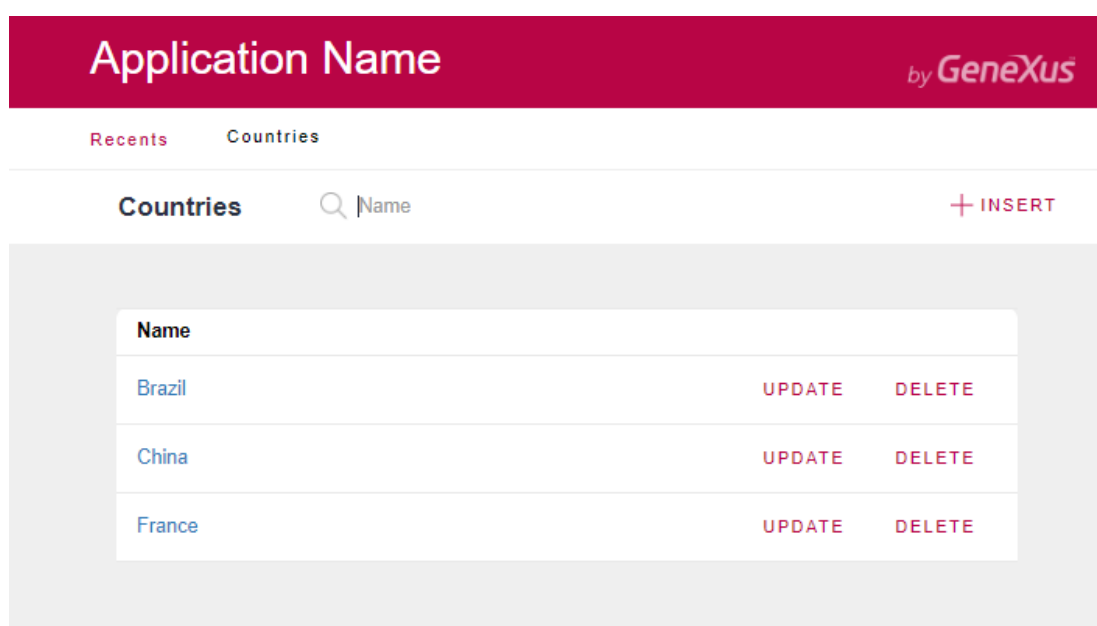 Application Name
by GeneXus
Recents Countries
Countries Name INSERT
Name
Brazil UPDATE DELETE
China UPDATE DELETE
France UPDATE DELETE